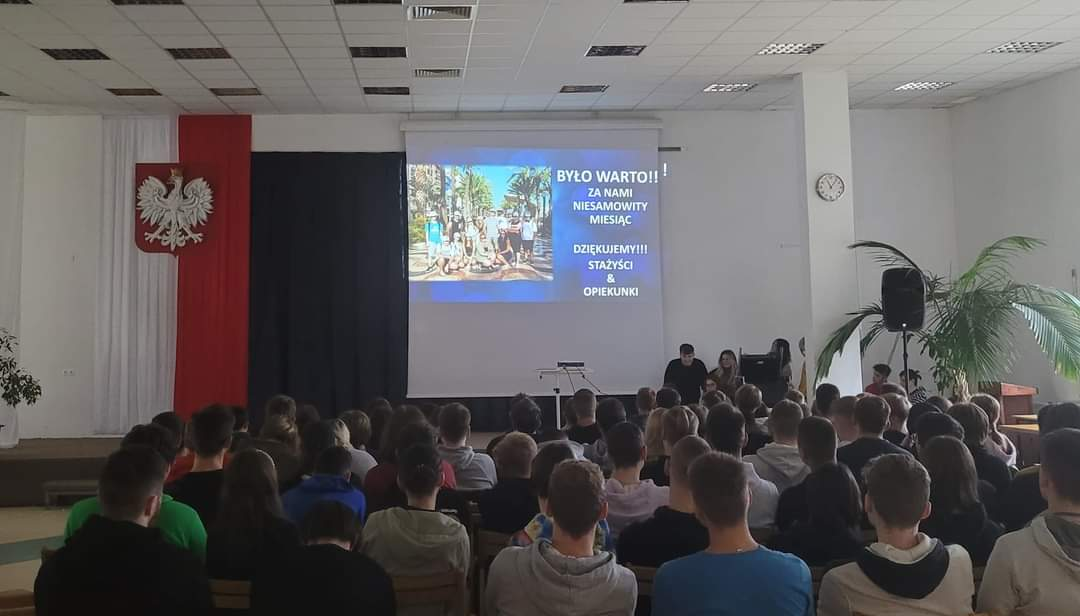 BYŁO WARTO!!!
ZA NAMI
NIESAMOWITY
MIESIĄC
DZIĘKUJEMY!!!
STAŻYŚCI
&
OPIEKUNKI